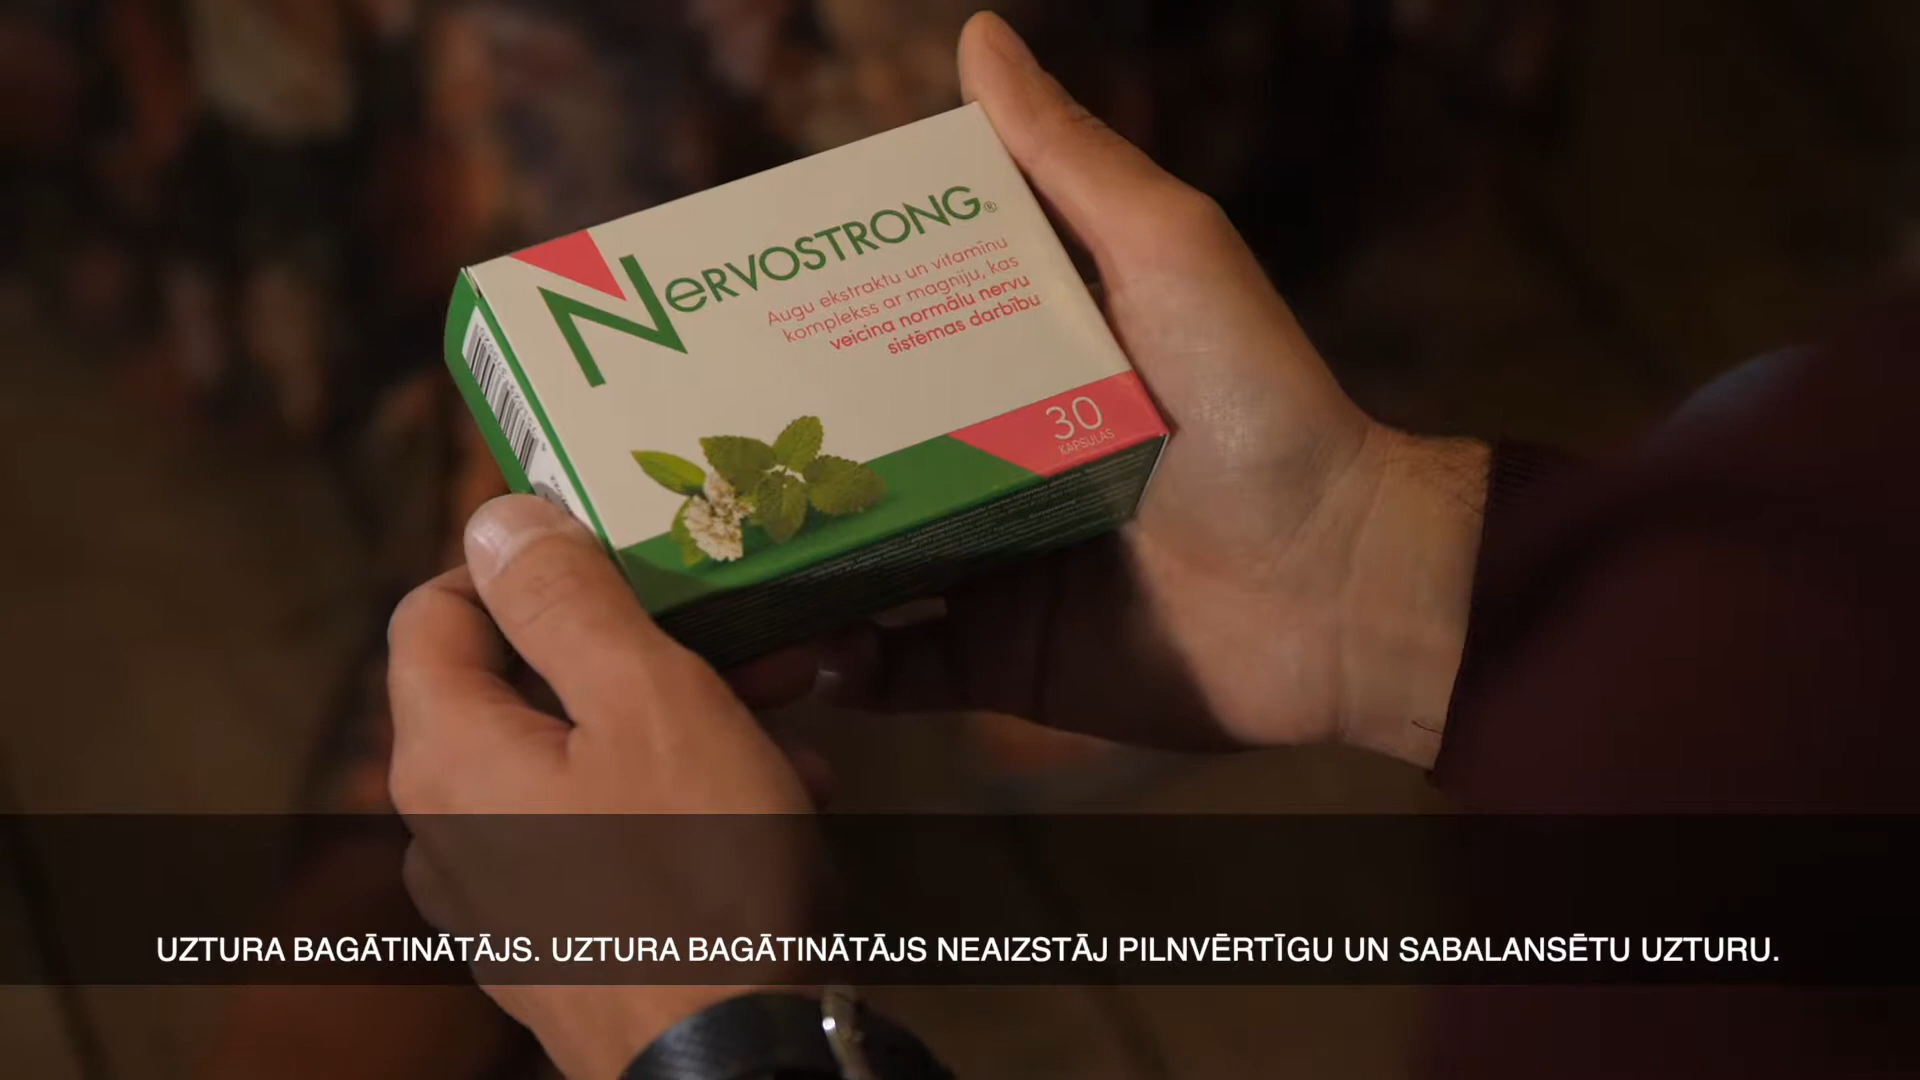 NERVOSTRONG®
Augu ekstraktu un vitamīnu
komplekss ar magniju, kas
veicina normālu nervu
sistēmas darbību
30
KAPSULAS
UZTURA BAGĀTINĀTĀJS. UZTURA BAGĀTINĀTĀJS NEAIZSTĀJ PILNVĒRTĪGU UN SABALANSĒTU UZTURU.